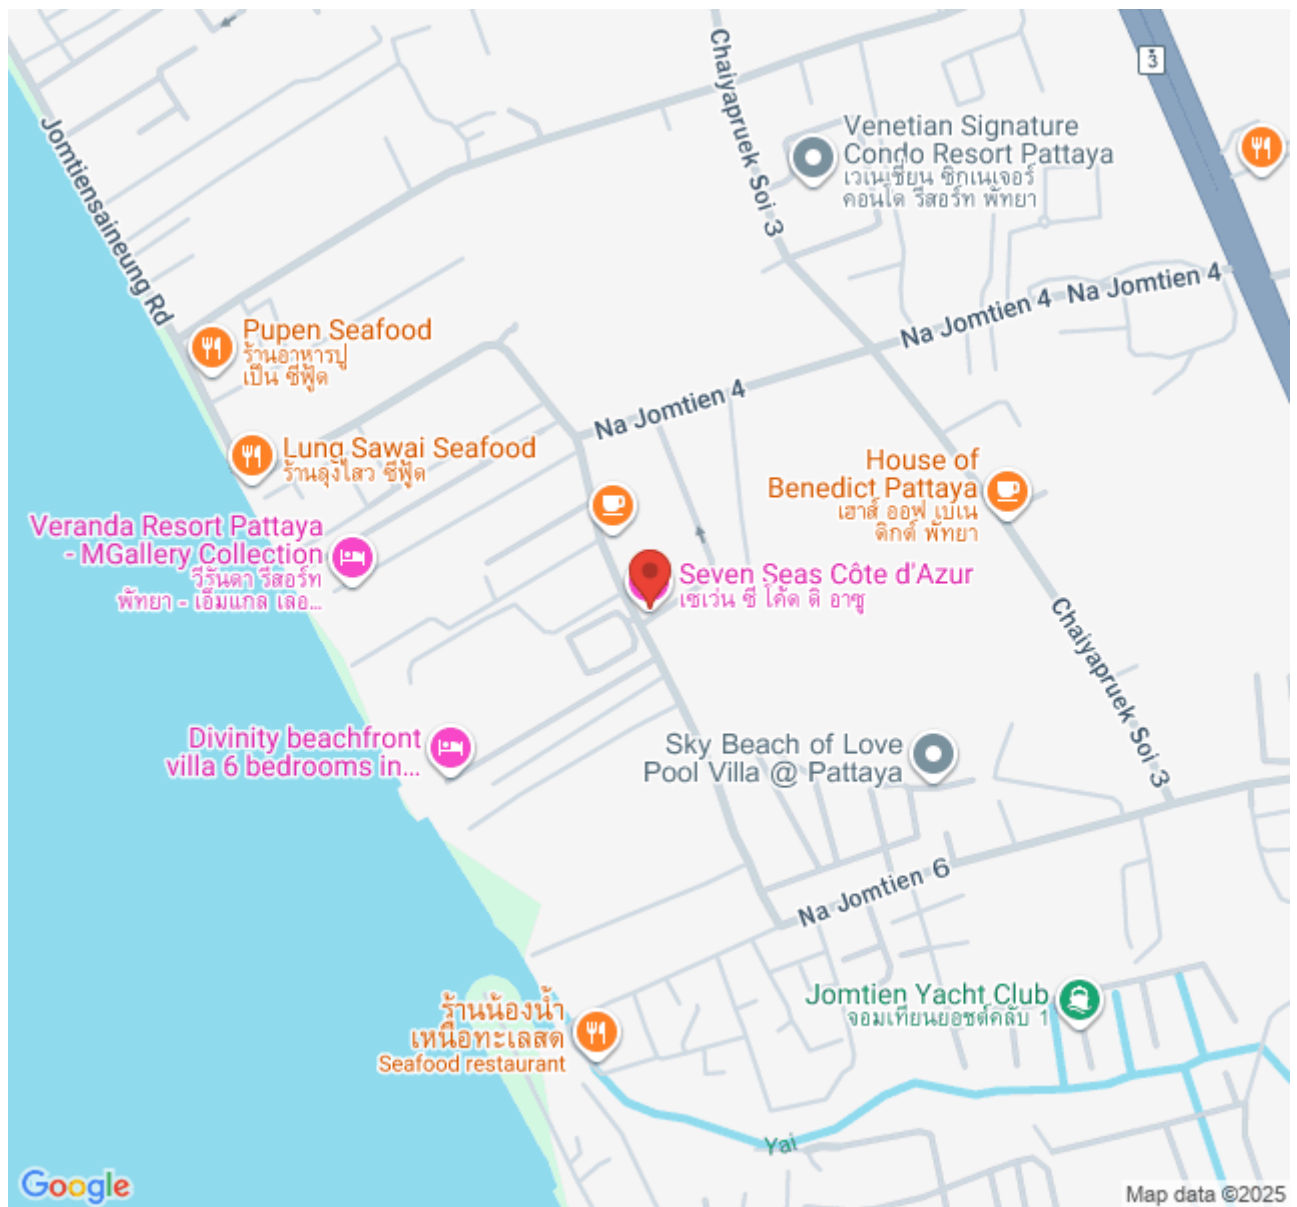 Chaiyapruek Soi 3
3
Jomtiensaineung Rd
Venetian Signature
Condo Resort Pattaya
เวเนเชี่ยน ซิกเนเจอร์
คอนโด รีสอร์ท พัทยา
Na Jomtien 4
Na Jomtien 4
Pupen Seafood
ร้านอาหารปู
เป็น ซีฟู้ด
Na Jomtien 4
Lung Sawai Seafood
ร้านลุงไสว ซีฟู้ด
House of
Benedict Pattaya
เฮาส์ ออฟ เบเน
ดิกต์ พัทยา
Veranda Resort Pattaya
- MGallery Collection
วีรันดา รีสอร์ท
พัทยา - เอ็มแกล เลอ...
Seven Seas Côte d'Azur
เซเว่น ซี โค้ด ดิ อาซู
Chaiyapruek Soi 3
Divinity beachfront
villa 6 bedrooms in...
Sky Beach of Love
Pool Villa @ Pattaya
Na Jomtien 6
Jomtien Yacht Club
จอมเทียนยอชต์คลับ 1
ร้านน้องน้ำ
เหนือทะเลสด
Seafood restaurant
Yai
Google
Map data ©2025